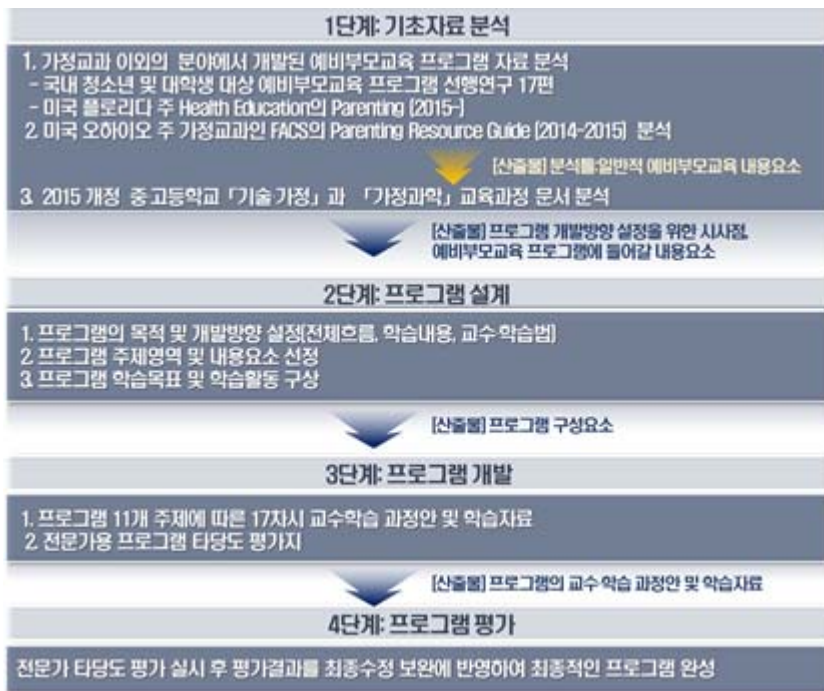 1단계: 기초자료 분석
1. 가정교과 이외의 분야에서 개발된 예비부모교육 프로그램 자료 분석
- 국내 청소년 및 대학생 대상 예비부모교육 프로그램 선행연구 17편
- 미국 플로리다 주 Health Education의 Parenting (2015-)
2. 미국 오하이오 주 가정교과인 FACS의 Parenting Resource Guide (2014-2015) 분석
[산출물] 분석틀:일반적 예비부모교육 내용요소
3. 2015 개정 중·고등학교 「기술·가정」과 「가정과학」 교육과정 문서 분석
[산출물] 프로그램 개발방향 설정을 위한 시사점,
예비부모교육 프로그램에 들어갈 내용요소
2단계: 프로그램 설계
1. 프로그램의 목적 및 개발방향 설정(전체흐름, 학습내용, 교수·학습법)
2. 프로그램 주제영역 및 내용요소 선정
3. 프로그램 학습목표 및 학습활동 구상
[산출물] 프로그램 구성요소
3단계: 프로그램 개발
1. 프로그램 11개 주제에 따른 17차시 교수학습 과정안 및 학습자료
2. 전문가용 프로그램 타당도 평가지
[산출물] 프로그램의 교수·학습 과정안 및 학습자료
4단계: 프로그램 평가
전문가 타당도 평가 실시 후 평가결과를 최종수정 보완에 반영하여 최종적인 프로그램 완성